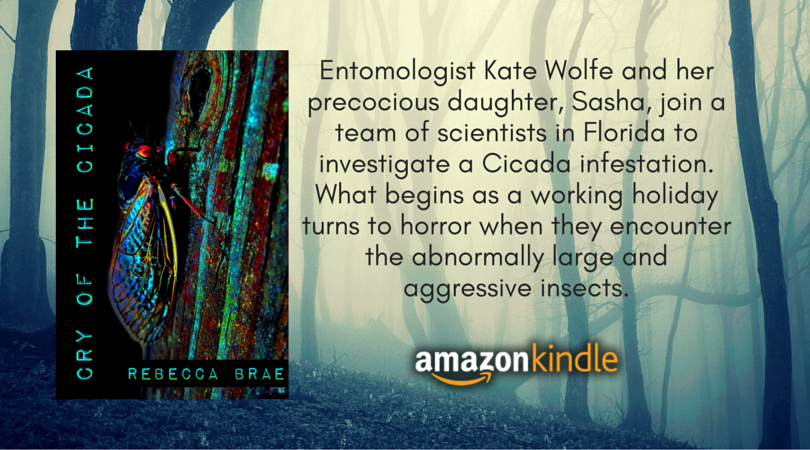 CRY OF THE CICADA
REBECCA BRAE
Entomologist Kate Wolfe and her
precocious daughter, Sasha, join a
team of scientists in Florida to
investigate a Cicada infestation.
What begins as a working holiday
turns to horror when they encounter
the abnormally large and
aggressive insects.
amazonkindle